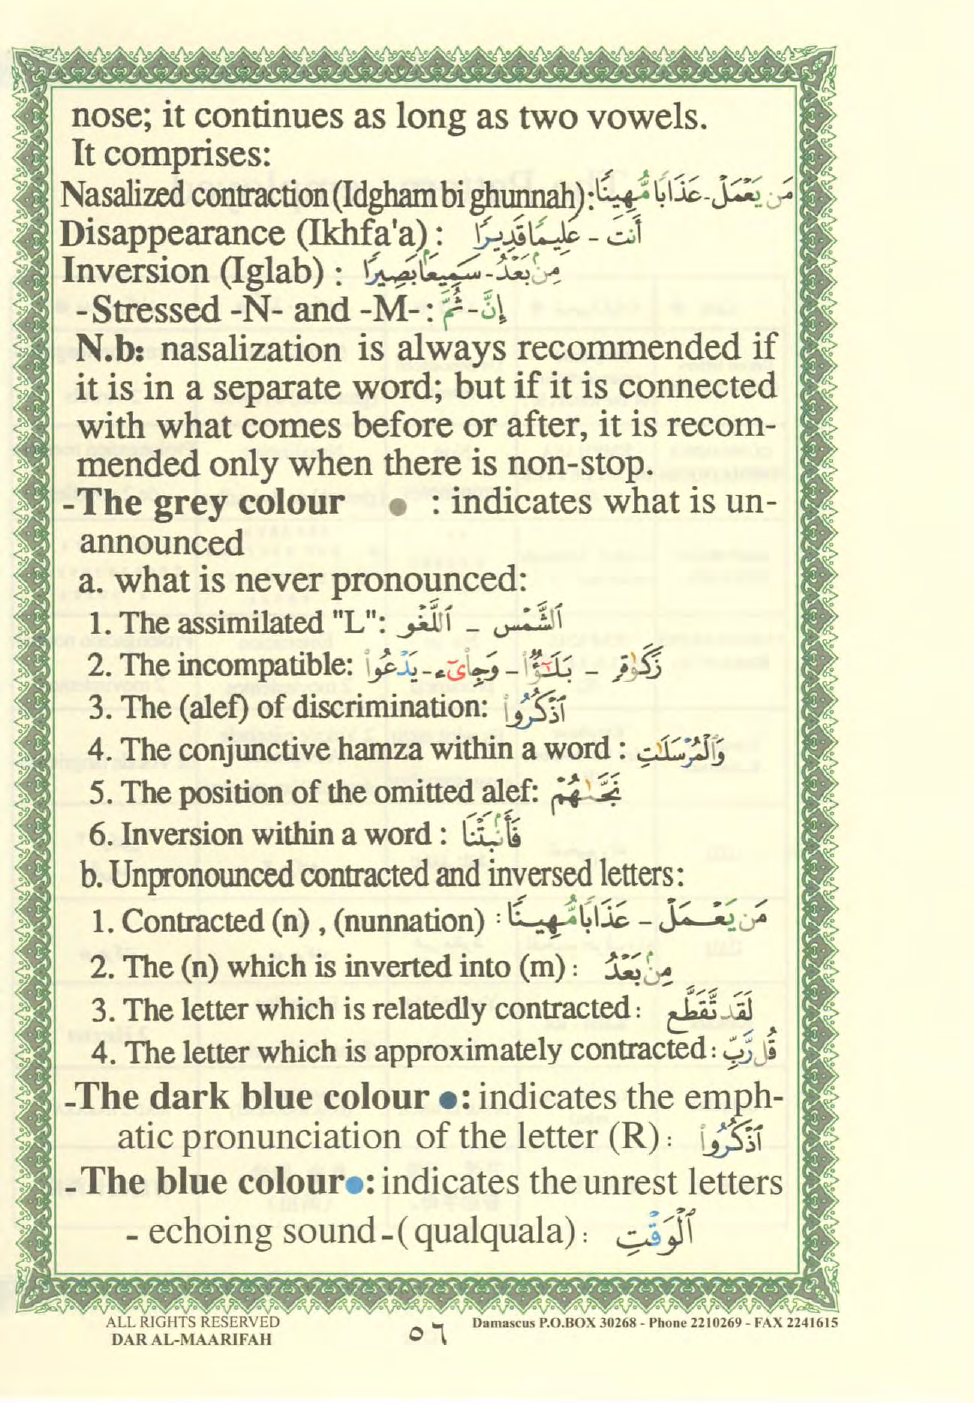 nose; it continues as long as two vowels.
It comprises:
Nasalized contraction (Idgham bi ghunnah): مَن يَعْمَلْ - عَذَابًا مُّهِينًا
Disappearance (Ikhfa'a) : أَنتَ - عَلِيمًا قَدِيرًا
Inversion (Iglab) : مِنۢ بَعْدُ - سَمِيعًۢا بَصِيرًا
- Stressed -N- and -M- : إِنَّ - ثُمَّ
N.b: nasalization is always recommended if
it is in a separate word; but if it is connected
with what comes before or after, it is recom-
mended only when there is non-stop.
-The grey colour ● : indicates what is un-
announced
a. what is never pronounced:
1. The assimilated "L": ٱلشَّمْس – ٱللَّغْو
2. The incompatible: زَكَوٰةٍ – بَلَـٰٓؤٌا۟ – وَجِا۟ىٓءَ - يَدْعُوا۟
3. The (alef) of discrimination: ٱذْكُرُوا۟
4. The conjunctive hamza within a word : وَٱلْمُرْسَلَـٰتِ
5. The position of the omitted alef: نَجَّىٰهُمْ
6. Inversion within a word : فَأَنۢبَتْنَا
b. Unpronounced contracted and inversed letters:
1. Contracted (n) , (nunnation) : مَن يَعْـمَلْ – عَذَابًا مُّهِينًا
2. The (n) which is inverted into (m) : مِنۢ بَعْدُ
3. The letter which is relatedly contracted : لَقَد تَّقَطَّعَ
4. The letter which is approximately contracted : قُل رَّبِّ
-The dark blue colour ●: indicates the emph-
atic pronunciation of the letter (R) : ٱذْكُرُوا۟
-The blue colour●: indicates the unrest letters
- echoing sound -( qualquala) : ٱلْوَقْتِ
ALL RIGHTS RESERVED
DAR AL-MAARIFAH
٥٦
Damascus P.O.BOX 30268 - Phone 2210269 - FAX 2241615